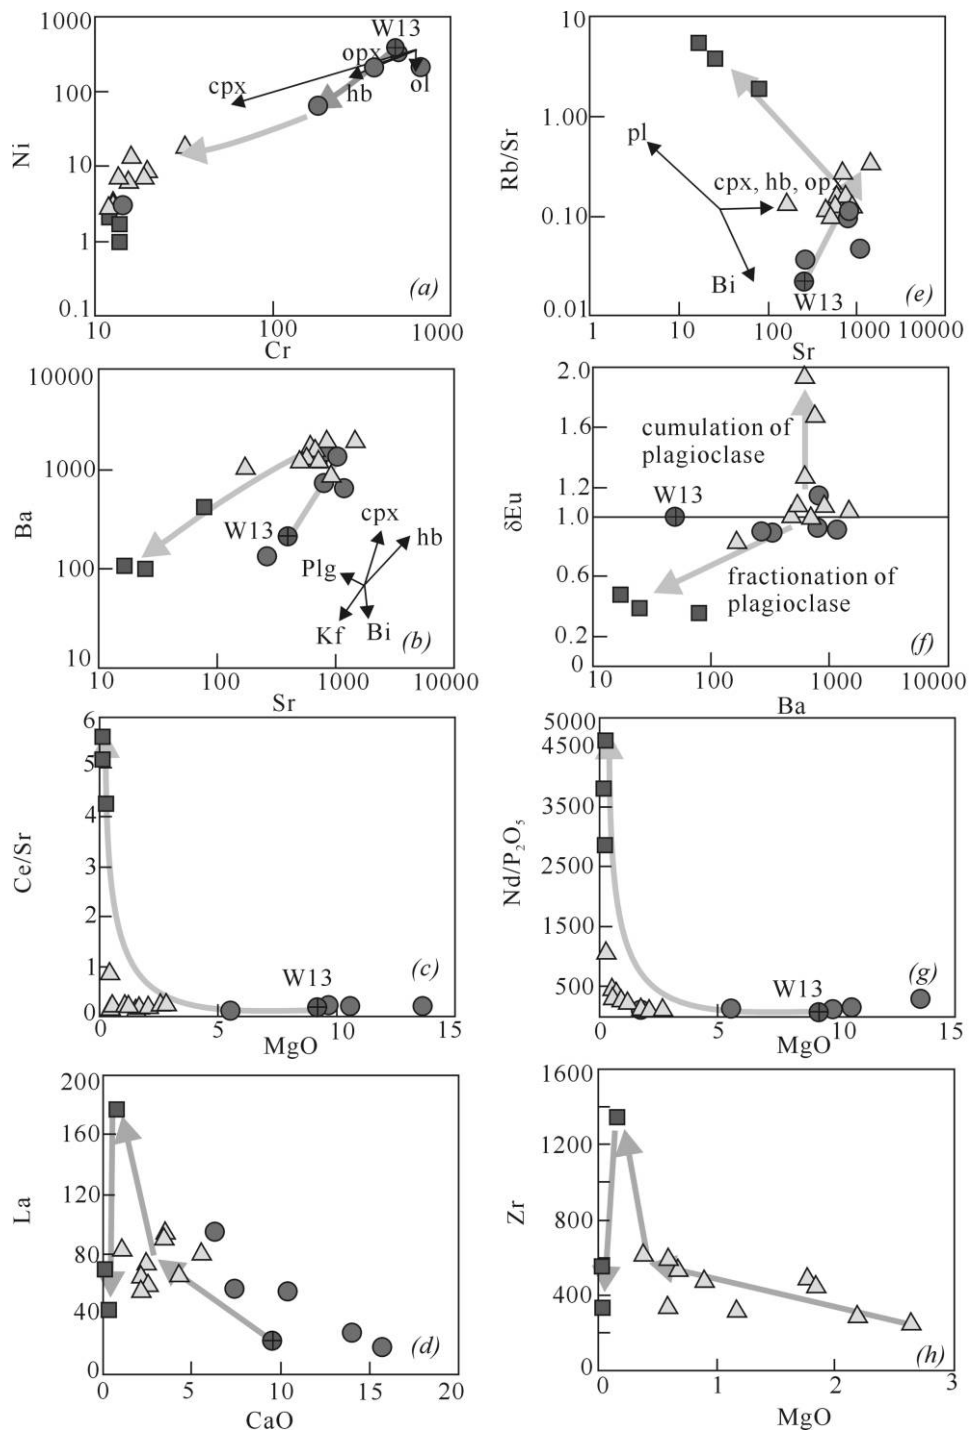 1000
100
10
1
0.1
Ni
W13
opx
cpx
hb
ol
(a)
10
100
1000
Cr
10
1.00
0.10
0.01
Rb/Sr
pl
cpx, hb, opx
Bi
W13
(e)
1
10
100
1000
10000
Sr
10000
1000
100
10
Ba
W13
cpx
hb
Plg
Kf
Bi
(b)
10
100
1000
10000
Sr
2.0
1.6
1.2
1.0
0.6
0.2
0
δEu
cumulation of
plagioclase
W13
fractionation of
plagioclase
(f)
10
100
1000
10000
Ba
6
5
4
3
2
1
0
Ce/Sr
W13
(c)
0
5
10
15
MgO
5000
4500
3500
2500
1500
500
Nd/P₂O₅
W13
(g)
0
5
10
15
MgO
200
160
120
80
40
0
La
(d)
0
5
10
15
20
CaO
1600
1200
800
400
0
Zr
(h)
0
1
2
3
MgO